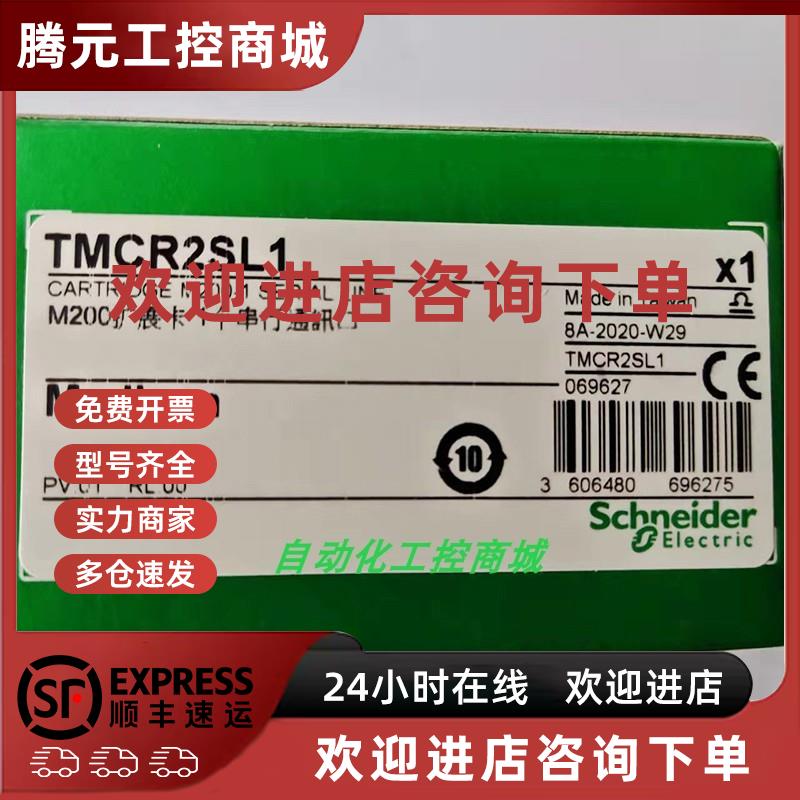 腾元工控商城
TMCR2SL1
x1
欢迎进店咨询下单
Made in Taiwan
8A-2020-W29
TMCR2SL1
069627
CE
免费开票
型号齐全
实力商家
多仓速发
10
3 606480 696275
Schneider
Electric
自动化工控商城
SF EXPRESS
顺丰速运
24小时在线 欢迎进店
欢迎进店咨询下单